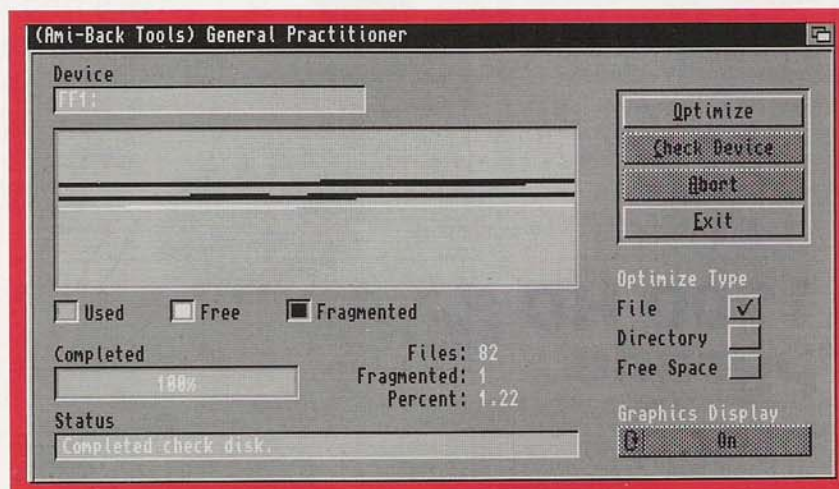 (Ami-Back Tools) General Practitioner
Device
FF1:
Optimize
Check Device
Abort
Exit
Used
Free
Fragmented
Optimize Type
File
Directory
Free Space
Completed
100%
Files: 82
Fragmented: 1
Percent: 1.22
Status
Completed check disk.
Graphics Display
On